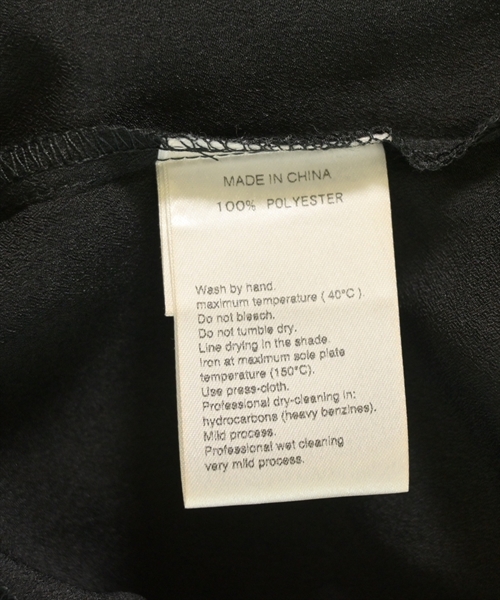 MADE IN CHINA
100% POLYESTER
Wash by hand.
maximum temperature ( 40°C ).
Do not bleach.
Do not tumble dry.
Line drying in the shade.
Iron at maximum sole plate
temperature (150°C).
Use press-cloth.
Professional dry-cleaning in:
hydrocarbons (heavy benzines).
Mild process.
Professional wet cleaning
very mild process.